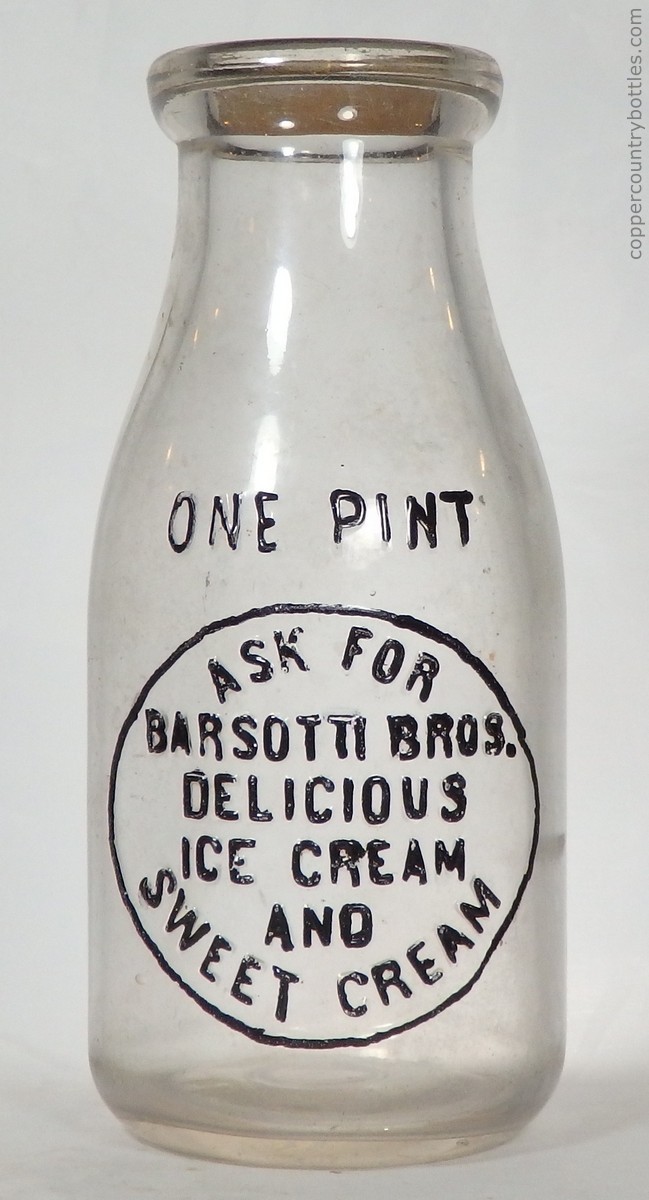 coppercountrybottles.com
ONE PINT
ASK FOR
BARSOTTI BROS.
DELICIOUS
ICE CREAM
AND
SWEET CREAM